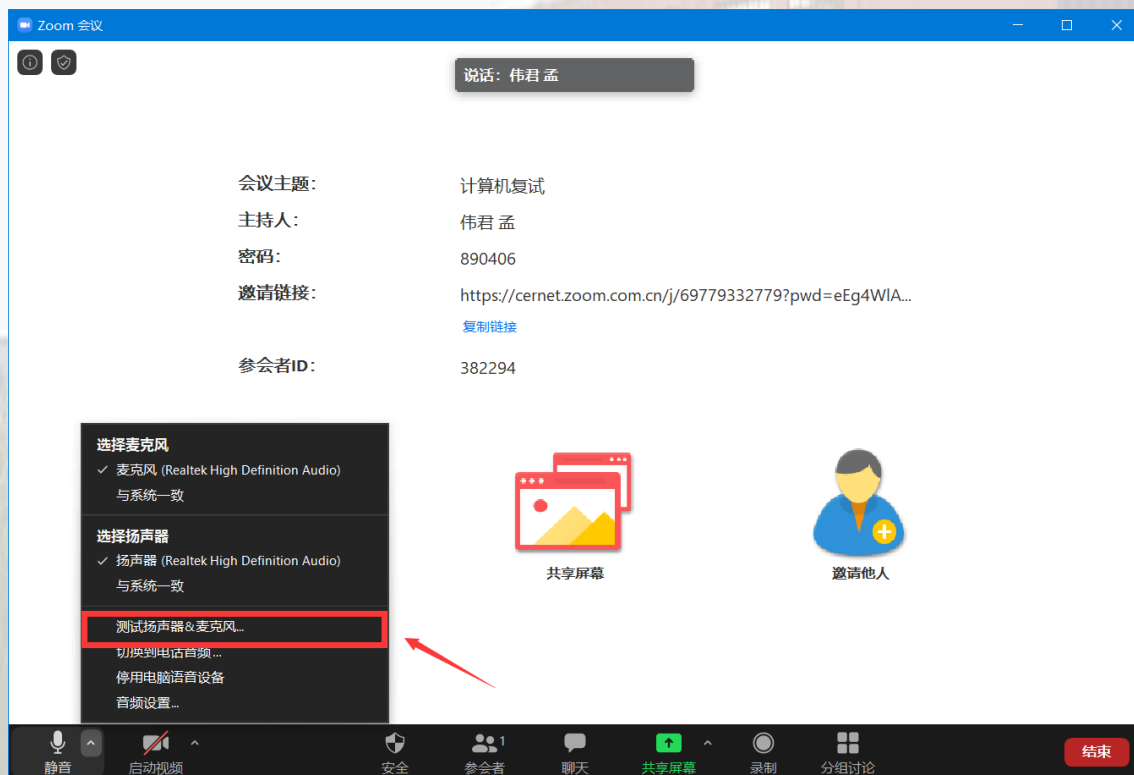 Zoom 会议
说话: 伟君 孟
会议主题: 计算机复试
主持人: 伟君 孟
密码: 890406
邀请链接: https://cernet.zoom.com.cn/j/69779332779?pwd=eEg4WlA...
复制链接
参会者ID: 382294
选择麦克风
麦克风 (Realtek High Definition Audio)
与系统一致
选择扬声器
扬声器 (Realtek High Definition Audio)
与系统一致
测试扬声器&麦克风...
切换到电话音频...
停用电脑语音设备
音频设置...
共享屏幕
邀请他人
静音
启动视频
安全
参会者 1
聊天
共享屏幕
录制
分组讨论
结束